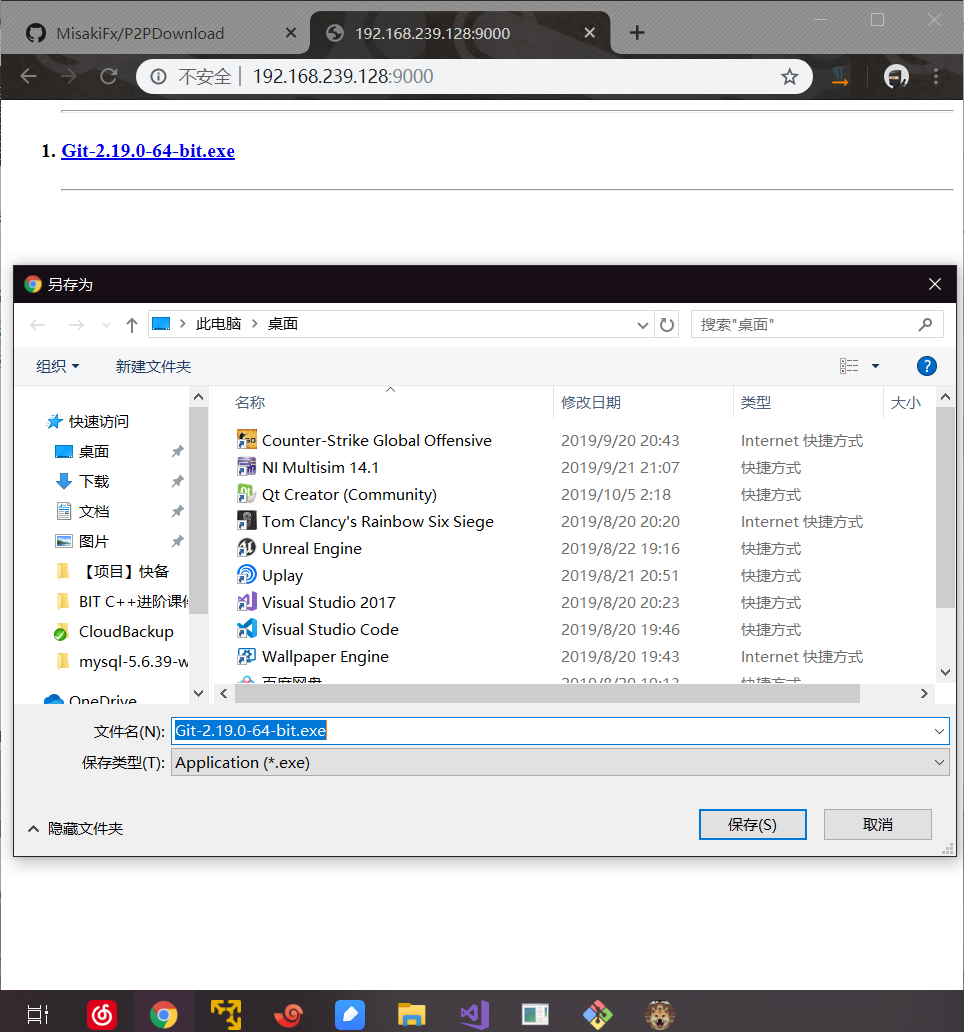 MisakiFx/P2PDownload
192.168.239.128:9000
不安全 | 192.168.239.128:9000
1. Git-2.19.0-64-bit.exe
另存为
此电脑 > 桌面
搜索"桌面"
组织
新建文件夹
快速访问
桌面
下载
文档
图片
【项目】快备
BIT C++进阶课件
CloudBackup
mysql-5.6.39-w
OneDrive
名称 修改日期 类型 大小
Counter-Strike Global Offensive 2019/9/20 20:43 Internet 快捷方式
NI Multisim 14.1 2019/9/21 21:07 快捷方式
Qt Creator (Community) 2019/10/5 2:18 快捷方式
Tom Clancy's Rainbow Six Siege 2019/8/20 20:20 Internet 快捷方式
Unreal Engine 2019/8/22 19:16 快捷方式
Uplay 2019/8/21 20:51 快捷方式
Visual Studio 2017 2019/8/20 20:23 快捷方式
Visual Studio Code 2019/8/20 19:46 快捷方式
Wallpaper Engine 2019/8/20 19:43 Internet 快捷方式
百度网盘 2019/8/20 19:13 快捷方式
文件名(N): Git-2.19.0-64-bit.exe
保存类型(T): Application (*.exe)
隐藏文件夹
保存(S)
取消